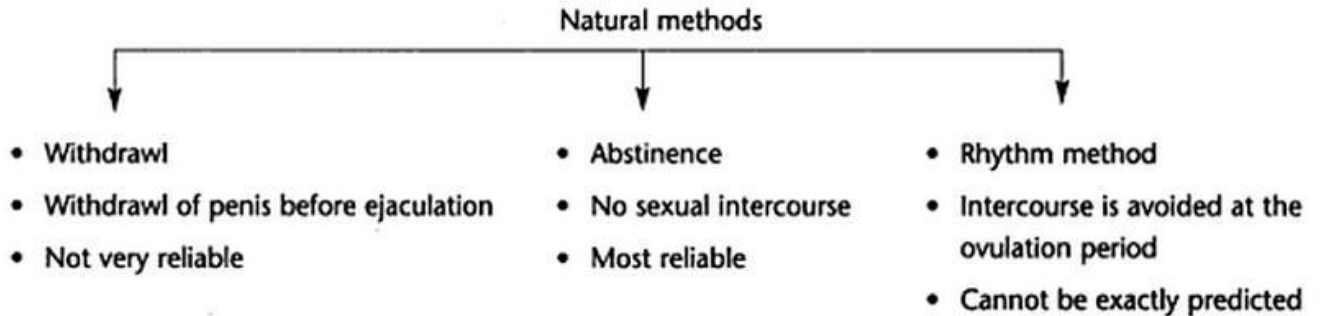 Natural methods
• Withdrawl
• Withdrawl of penis before ejaculation
• Not very reliable
• Abstinence
• No sexual intercourse
• Most reliable
• Rhythm method
• Intercourse is avoided at the
ovulation period
• Cannot be exactly predicted